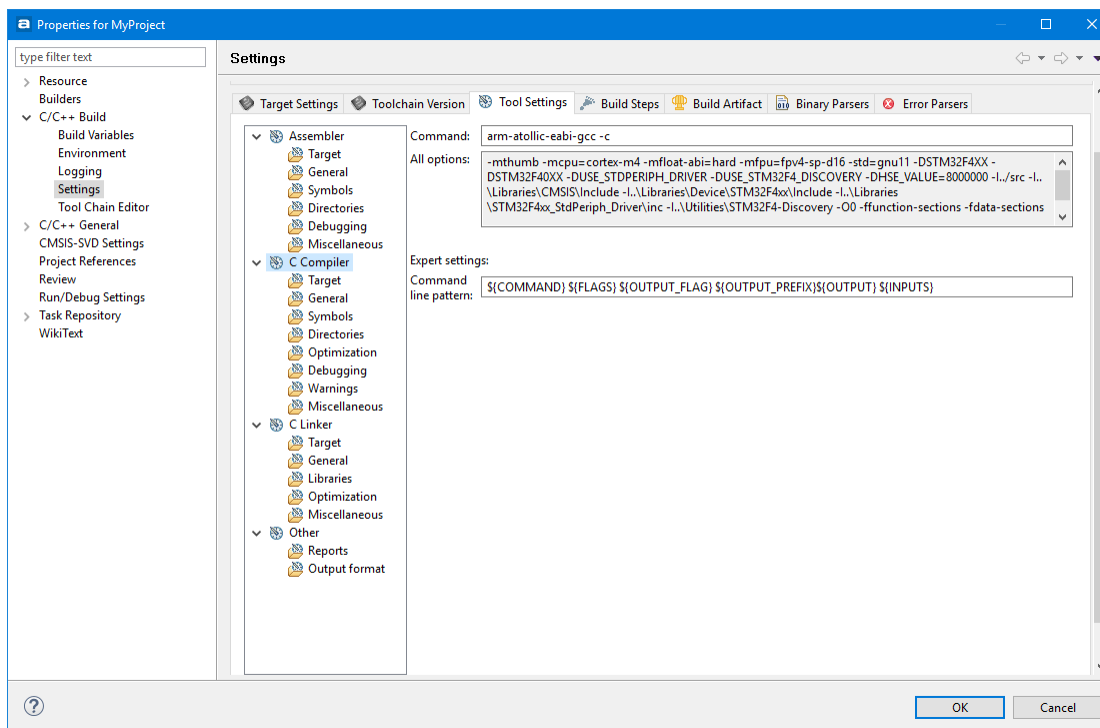 Properties for MyProject
type filter text
Resource
Builders
C/C++ Build
Build Variables
Environment
Logging
Settings
Tool Chain Editor
C/C++ General
CMSIS-SVD Settings
Project References
Review
Run/Debug Settings
Task Repository
WikiText
Settings
Target Settings
Toolchain Version
Tool Settings
Build Steps
Build Artifact
Binary Parsers
Error Parsers
Assembler
Target
General
Symbols
Directories
Debugging
Miscellaneous
C Compiler
Target
General
Symbols
Directories
Optimization
Debugging
Warnings
Miscellaneous
C Linker
Target
General
Libraries
Optimization
Miscellaneous
Other
Reports
Output format
Command:
arm-atollic-eabi-gcc -c
All options:
-mthumb -mcpu=cortex-m4 -mfloat-abi=hard -mfpu=fpv4-sp-d16 -std=gnu11 -DSTM32F4XX -
DSTM32F40XX -DUSE_STDPERIPH_DRIVER -DUSE_STM32F4_DISCOVERY -DHSE_VALUE=8000000 -I../src -I..
\Libraries\CMSIS\Include -I..\Libraries\Device\STM32F4xx\Include -I..\Libraries
\STM32F4xx_StdPeriph_Driver\inc -I..\Utilities\STM32F4-Discovery -O0 -ffunction-sections -fdata-sections
Expert settings:
Command
line pattern:
${COMMAND} ${FLAGS} ${OUTPUT_FLAG} ${OUTPUT_PREFIX}${OUTPUT} ${INPUTS}
OK
Cancel